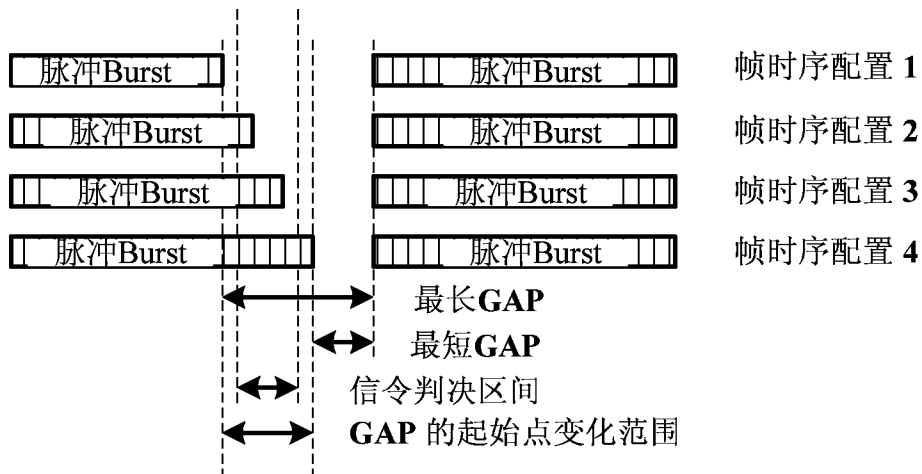 脉冲Burst 脉冲Burst 帧时序配置 1
脉冲Burst 脉冲Burst 帧时序配置 2
脉冲Burst 脉冲Burst 帧时序配置 3
脉冲Burst 脉冲Burst 帧时序配置 4
最长GAP
最短GAP
信令判决区间
GAP 的起始点变化范围